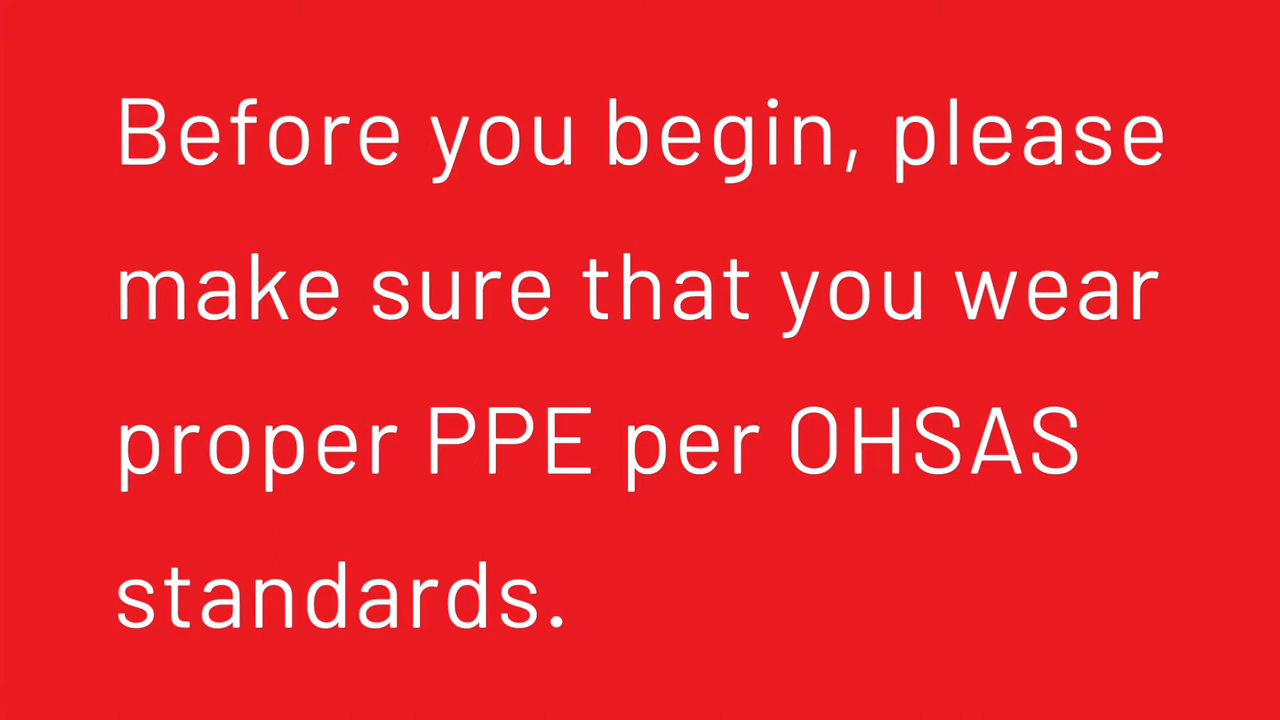 Before you begin, please
make sure that you wear
proper PPE per OHSAS
standards.